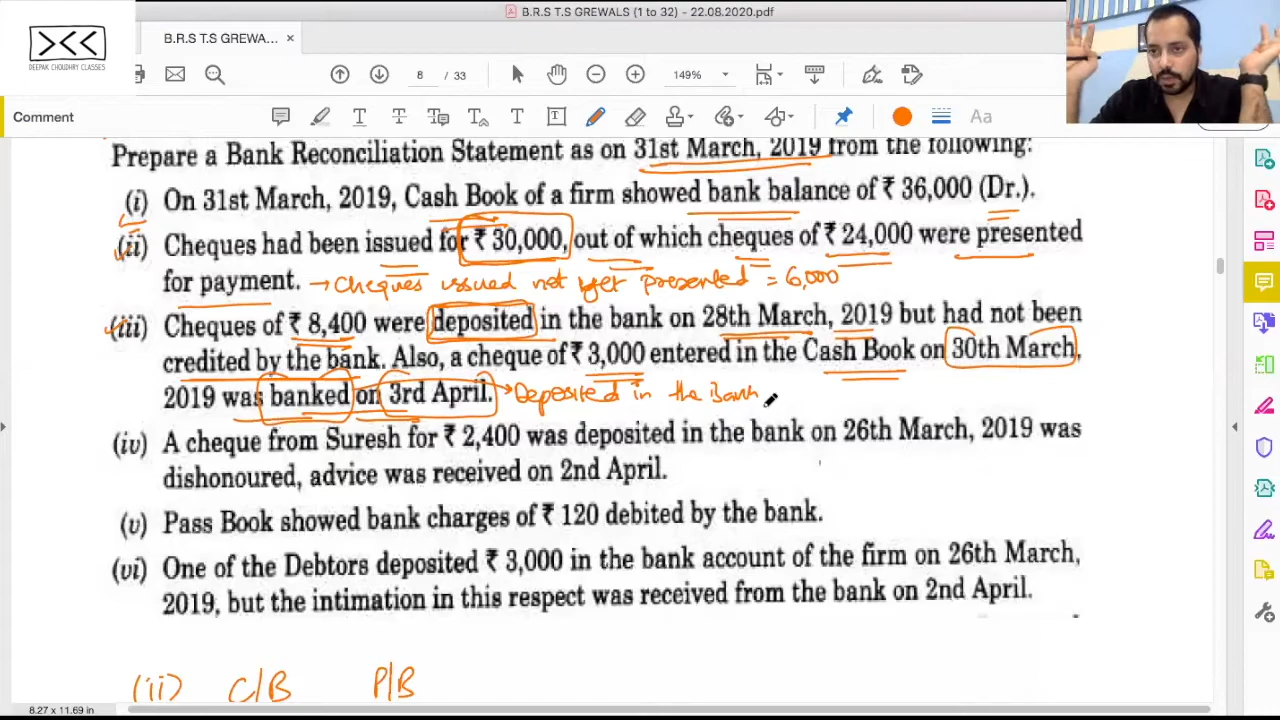 B.R.S T.S GREWALS (1 to 32) - 22.08.2020.pdf
DEEPAK CHOUDHRY CLASSES
B.R.S T.S GREWA... ×
8 / 33
149%
Comment
Prepare a Bank Reconciliation Statement as on 31st March, 2019 from the following:
(i) On 31st March, 2019, Cash Book of a firm showed bank balance of ₹ 36,000 (Dr.).
(ii) Cheques had been issued for ₹ 30,000, out of which cheques of ₹ 24,000 were presented
for payment. → Cheques issued not yet presented = 6,000
(iii) Cheques of ₹ 8,400 were deposited in the bank on 28th March, 2019 but had not been
credited by the bank. Also, a cheque of ₹ 3,000 entered in the Cash Book on 30th March,
2019 was banked on 3rd April. → Deposited in the Bank
(iv) A cheque from Suresh for ₹ 2,400 was deposited in the bank on 26th March, 2019 was
dishonoured, advice was received on 2nd April.
(v) Pass Book showed bank charges of ₹ 120 debited by the bank.
(vi) One of the Debtors deposited ₹ 3,000 in the bank account of the firm on 26th March,
2019, but the intimation in this respect was received from the bank on 2nd April.
(ii) C/B P/B
8.27 x 11.69 in